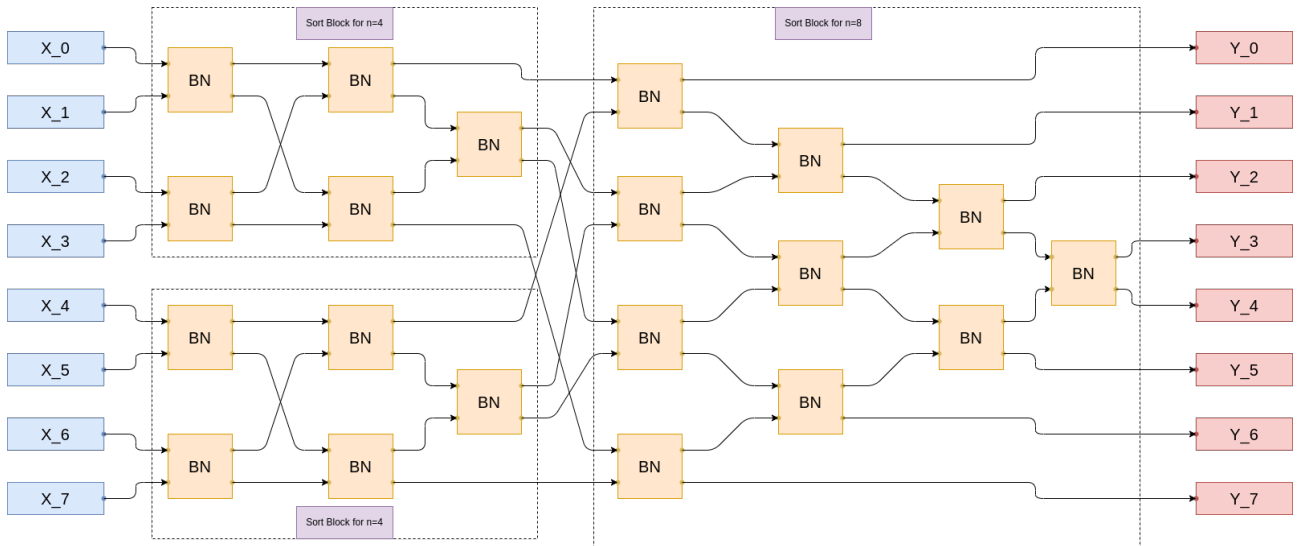 Sort Block for n=4
Sort Block for n=8
X_0
Y_0
BN
BN
BN
X_1
Y_1
BN
BN
X_2
Y_2
BN
BN
BN
BN
X_3
Y_3
BN
BN
X_4
Y_4
BN
BN
BN
BN
X_5
Y_5
BN
BN
X_6
Y_6
BN
BN
BN
X_7
Y_7
Sort Block for n=4